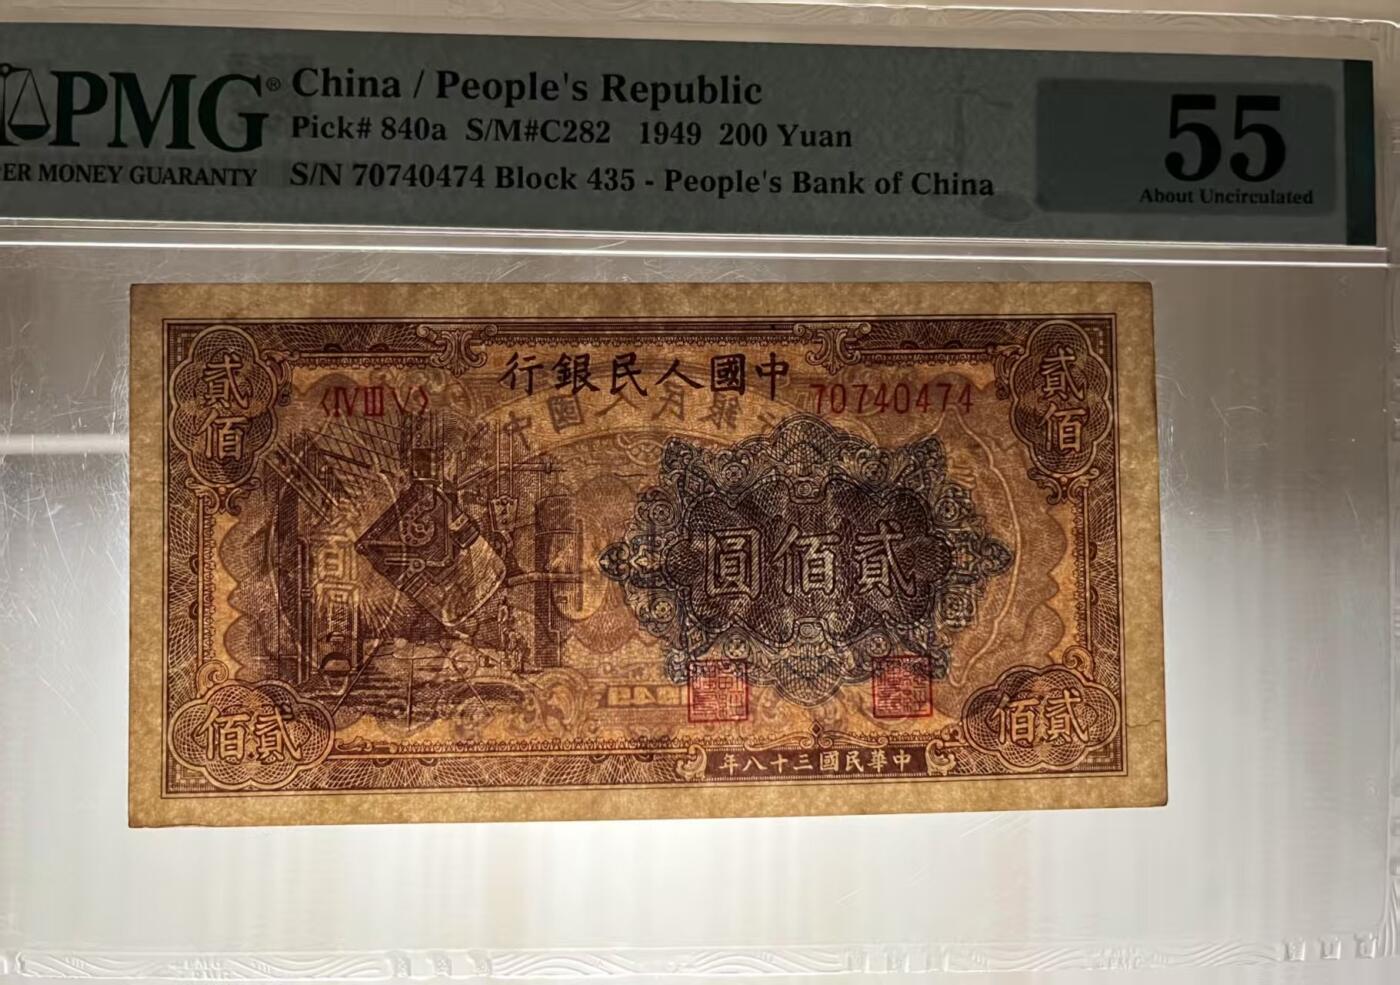 PMG® China / People's Republic
Pick# 840a S/M#C282 1949 200 Yuan
ER MONEY GUARANTY S/N 70740474 Block 435 - People's Bank of China
55
About Uncirculated
行銀民人國中
貳佰
貳佰
〈ⅣⅢⅤ〉
70740474
圓佰貳
佰貳
佰貳
年八十三國民華中